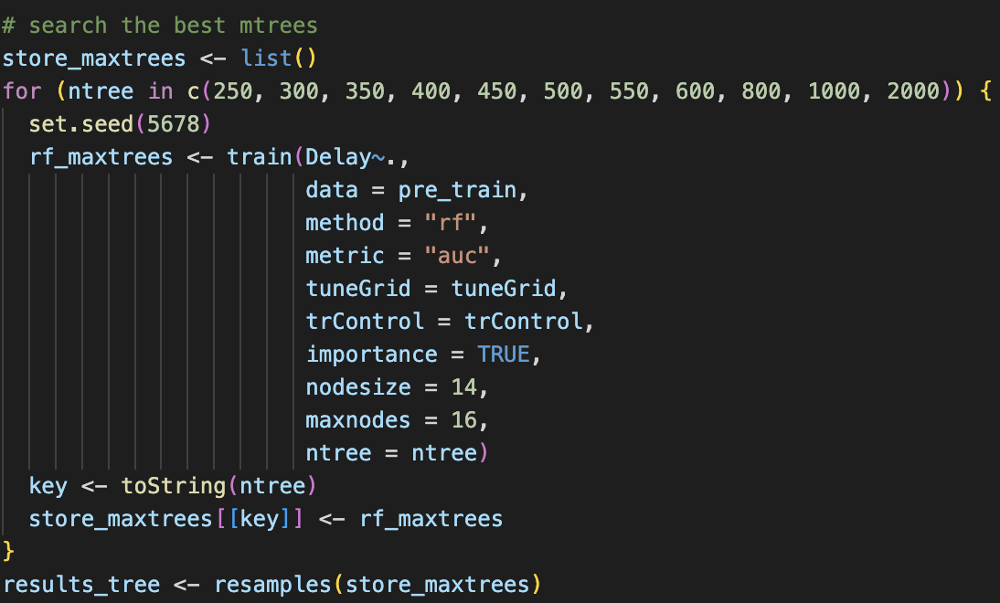 # search the best mtrees
store_maxtrees <- list()
for (ntree in c(250, 300, 350, 400, 450, 500, 550, 600, 800, 1000, 2000)) {
  set.seed(5678)
  rf_maxtrees <- train(Delay~.,
                       data = pre_train,
                       method = "rf",
                       metric = "auc",
                       tuneGrid = tuneGrid,
                       trControl = trControl,
                       importance = TRUE,
                       nodesize = 14,
                       maxnodes = 16,
                       ntree = ntree)
  key <- toString(ntree)
  store_maxtrees[[key]] <- rf_maxtrees
}
results_tree <- resamples(store_maxtrees)